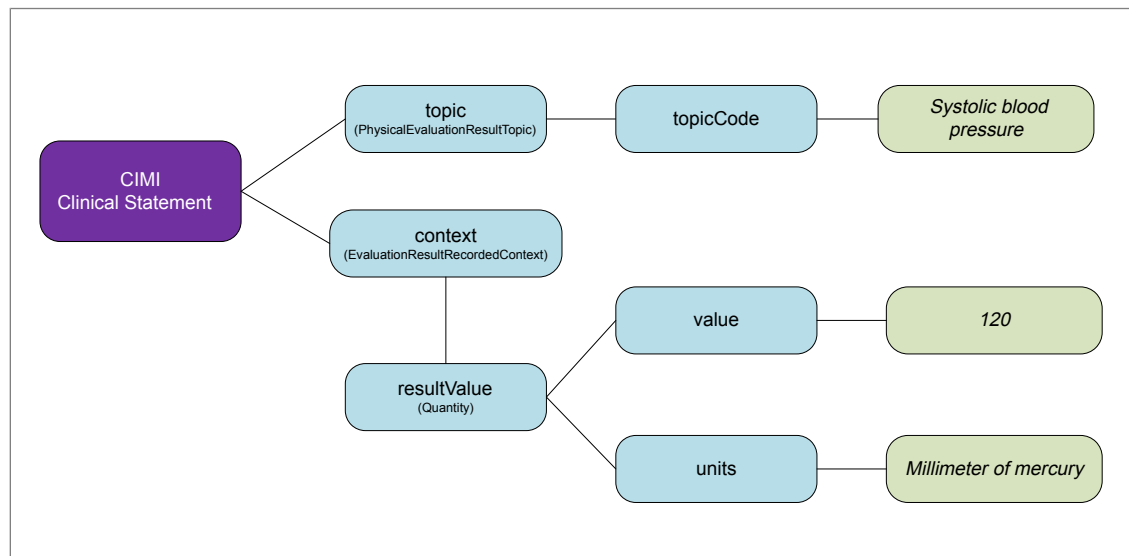 CIMI
Clinical Statement
topic
(PhysicalEvaluationResultTopic)
topicCode
Systolic blood
pressure
context
(EvaluationResultRecordedContext)
resultValue
(Quantity)
value
120
units
Millimeter of mercury